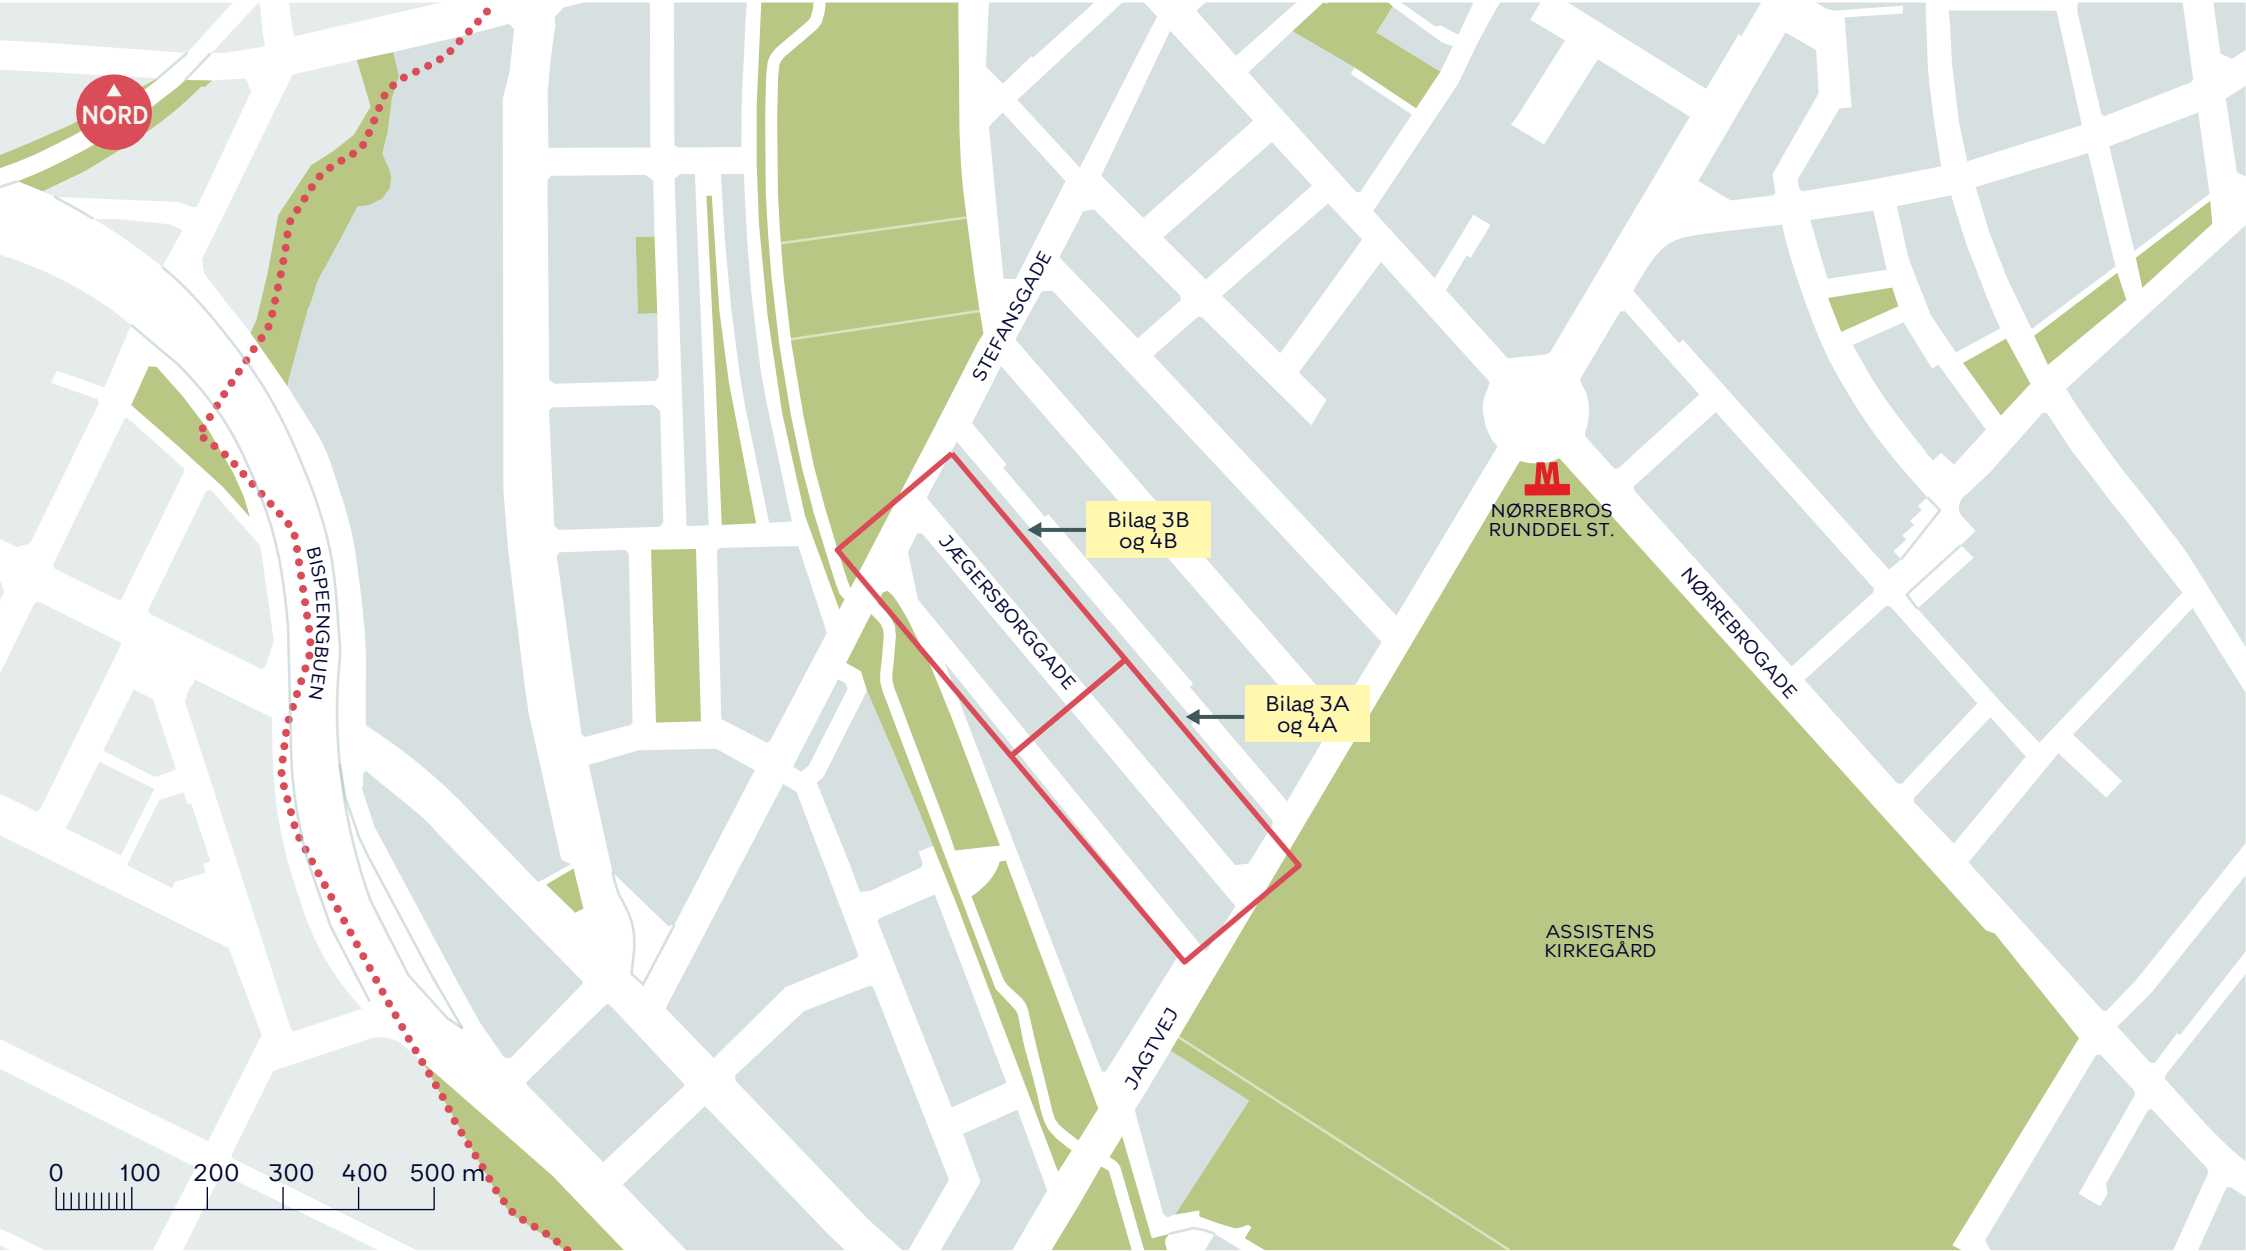 NORD
STEFANSGADE
Bilag 3B
og 4B
M
NØRREBROS
RUNDDEL ST.
JÆGERSBORGGADE
BISPEENGBUEN
NØRREBROGADE
Bilag 3A
og 4A
ASSISTENS
KIRKEGÅRD
JAGTVEJ
0 100 200 300 400 500 m